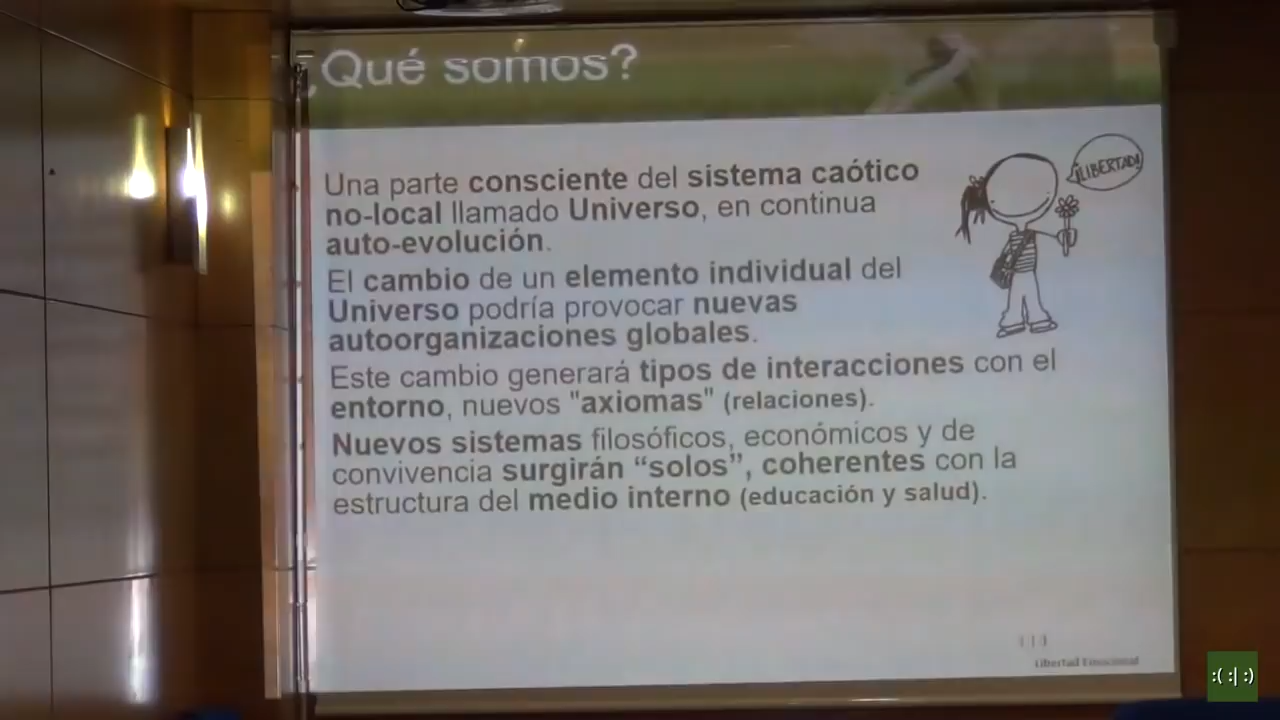 ¿Qué somos?
¡LIBERTAD!
Una parte consciente del sistema caótico
no-local llamado Universo, en continua
auto-evolución.
El cambio de un elemento individual del
Universo podría provocar nuevas
autoorganizaciones globales.
Este cambio generará tipos de interacciones con el
entorno, nuevos "axiomas" (relaciones).
Nuevos sistemas filosóficos, económicos y de
convivencia surgirán “solos”, coherentes con la
estructura del medio interno (educación y salud).
Libertad Emocional
:( :| :)